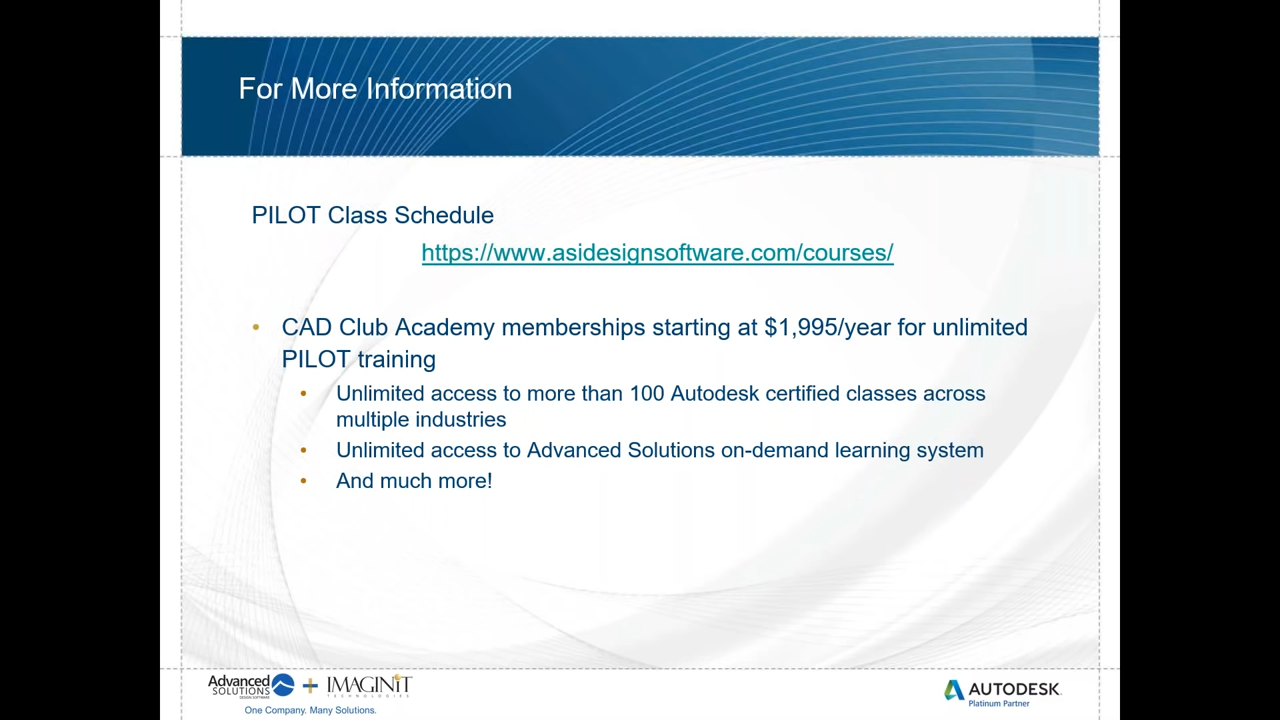 For More Information
PILOT Class Schedule
https://www.asidesignsoftware.com/courses/
• CAD Club Academy memberships starting at $1,995/year for unlimited
PILOT training
• Unlimited access to more than 100 Autodesk certified classes across
multiple industries
• Unlimited access to Advanced Solutions on-demand learning system
• And much more!
Advanced
SOLUTIONS
DESIGN SOFTWARE
+ IMAGINiT
TECHNOLOGIES
One Company. Many Solutions.
AUTODESK
Platinum Partner